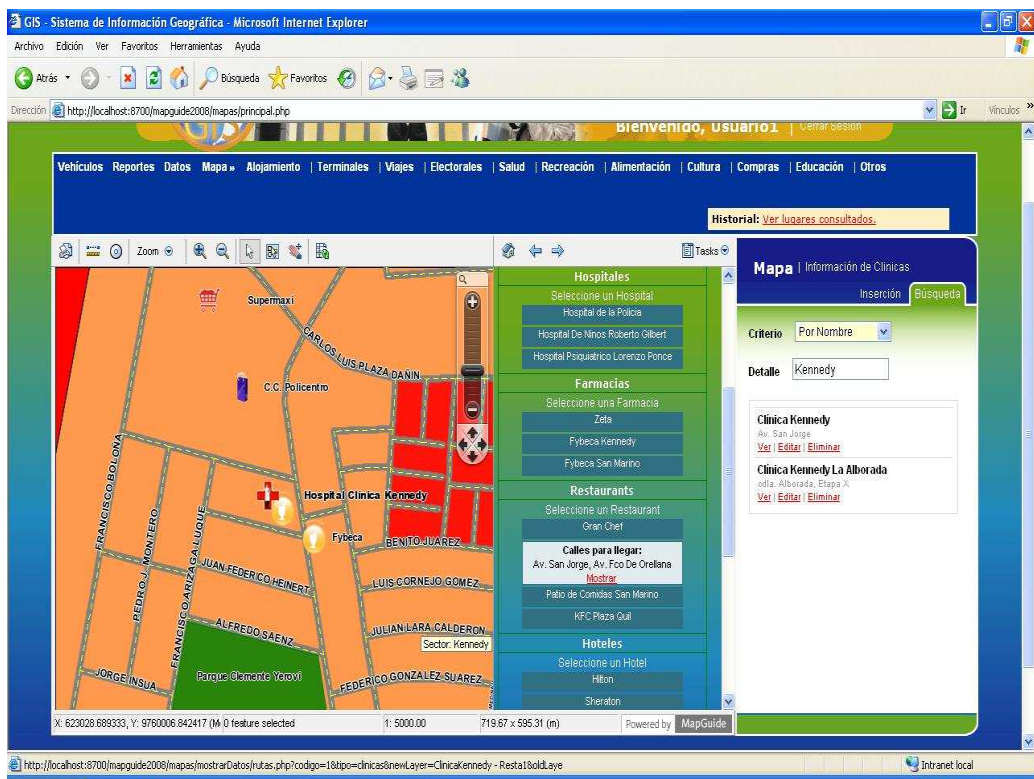 GIS - Sistema de Información Geográfica - Microsoft Internet Explorer
Archivo Edición Ver Favoritos Herramientas Ayuda
Atrás Búsqueda Favoritos
Dirección http://localhost:8700/mapguide2008/mapas/principal.php Ir Vínculos »
Bienvenido, Usuario1 | Cerrar Sesión
Vehículos Reportes Datos Mapa » Alojamiento | Terminales | Viajes | Electorales | Salud | Recreación | Alimentación | Cultura | Compras | Educación | Otros
Historial: Ver lugares consultados.
Zoom Tasks
Supermaxi
CARLOS LUIS PLAZA DAÑIN
C.C. Policentro
FRANCISCO BOLOÑA
Hospital Clinica Kennedy
Fybeca
BENITO JUAREZ
PEDRO J. MONTERO
FRANCISCO ARIZAGA LUQUE
JUAN FEDERICO HEINERT
LUIS CORNEJO GOMEZ
ALFREDO SAENZ
JULIAN LARA CALDERON
Sector: Kennedy
Parque Clemente Yerovi
JORGE INSUA
FEDERICO GONZALEZ SUAREZ
Hospitales
Seleccione un Hospital
Hospital de la Policia
Hospital De Ninos Roberto Gilbert
Hospital Psiquiatrico Lorenzo Ponce
Farmacias
Seleccione una Farmacia
Zeta
Fybeca Kennedy
Fybeca San Marino
Restaurants
Seleccione un Restaurant
Gran Chef
Calles para llegar:
Av. San Jorge, Av. Fco De Orellana
Mostrar
Patio de Comidas San Marino
KFC Plaza Quil
Hoteles
Seleccione un Hotel
Hilton
Sheraton
Mapa | Información de Clinicas
Inserción Búsqueda
Criterio Por Nombre
Detalle Kennedy
Clínica Kennedy
Av. San Jorge
Ver | Editar | Eliminar
Clínica Kennedy La Alborada
cdla. Alborada, Etapa X
Ver | Editar | Eliminar
X: 623028.689333, Y: 9760006.842417 (M 0 feature selected 1: 5000.00 719.67 x 595.31 (m) Powered by MapGuide
http://localhost:8700/mapguide2008/mapas/mostrarDatos/rutas.php?codigo=18&tipo=clinicas&newLayer=ClinicaKennedy - Resta18&oldLaye Intranet local